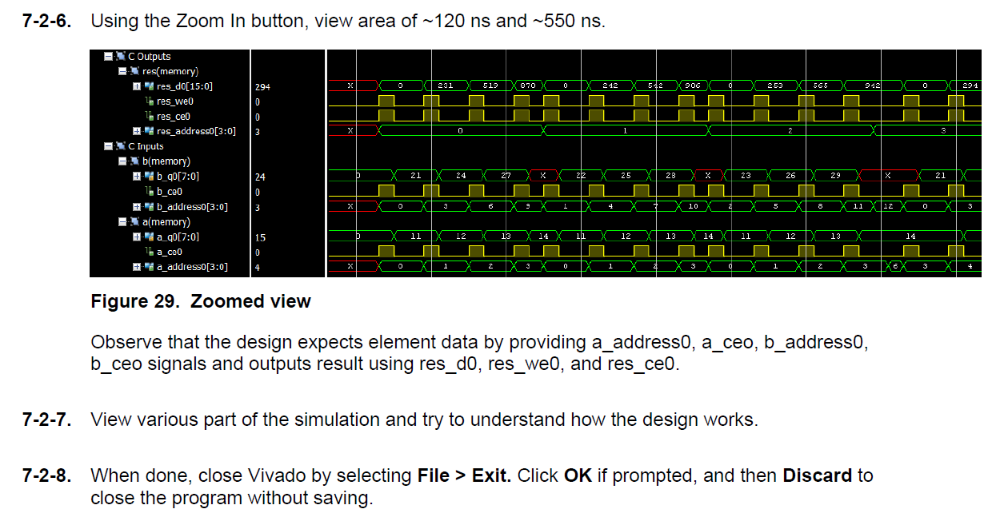 7-2-6. Using the Zoom In button, view area of ~120 ns and ~550 ns.
C Outputs
res(memory)
res_d0[15:0] 294 X 0 231 519 870 0 242 542 906 0 253 565 942 0 294
res_we0 0
res_ce0 0
res_address0[3:0] 3 X 0 1 2 3
C Inputs
b(memory)
b_q0[7:0] 24 0 21 24 27 X 22 25 28 X 23 26 29 X 21
b_ce0 0
b_address0[3:0] 3 X 0 3 6 9 1 4 7 10 2 5 8 11 12 0 3
a(memory)
a_q0[7:0] 15 0 11 12 13 14 11 12 13 14 11 12 13 14
a_ce0 0
a_address0[3:0] 4 X 0 1 2 3 0 1 2 3 0 1 2 3 6 3 4
Figure 29. Zoomed view
Observe that the design expects element data by providing a_address0, a_ceo, b_address0,
b_ceo signals and outputs result using res_d0, res_we0, and res_ce0.
7-2-7. View various part of the simulation and try to understand how the design works.
7-2-8. When done, close Vivado by selecting File > Exit. Click OK if prompted, and then Discard to
close the program without saving.